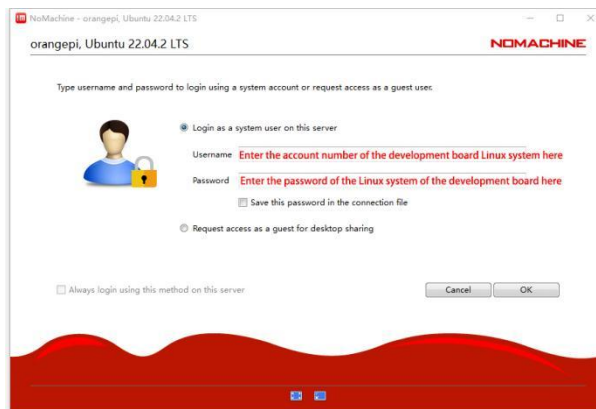 NoMachine - orangepi, Ubuntu 22.04.2 LTS
orangepi, Ubuntu 22.04.2 LTS
NOMACHINE
Type username and password to login using a system account or request access as a guest user.
Login as a system user on this server
Username Enter the account number of the development board Linux system here
Password Enter the password of the Linux system of the development board here
Save this password in the connection file
Request access as a guest for desktop sharing
Always login using this method on this server
Cancel OK